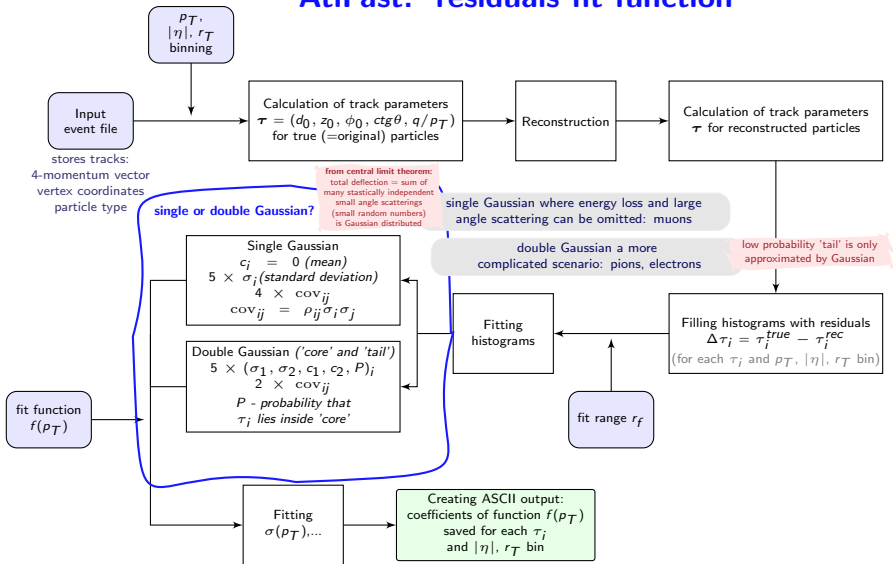 AtlFast: residuals fit function
p_T,
|η|, r_T
binning
Input
event file
stores tracks:
4-momentum vector
vertex coordinates
particle type
Calculation of track parameters
τ = (d_0, z_0, ϕ_0, ctgθ, q/p_T)
for true (=original) particles
Reconstruction
Calculation of track parameters
τ for reconstructed particles
from central limit theorem:
total deflection = sum of
many stastically independent
small angle scatterings
(small random numbers)
is Gaussian distributed
single or double Gaussian?
single Gaussian where energy loss and large
angle scattering can be omitted: muons
double Gaussian a more
complicated scenario: pions, electrons
low probability 'tail' is only
approximated by Gaussian
Single Gaussian
c_i = 0 (mean)
5 × σ_i (standard deviation)
4 × cov_ij
cov_ij = ρ_ij σ_i σ_j
Double Gaussian ('core' and 'tail')
5 × (σ_1, σ_2, c_1, c_2, P)_i
2 × cov_ij
P - probability that
τ_i lies inside 'core'
Fitting
histograms
Filling histograms with residuals
Δτ_i = τ_i^true − τ_i^rec
(for each τ_i and p_T, |η|, r_T bin)
fit range r_f
fit function
f(p_T)
Fitting
σ(p_T),...
Creating ASCII output:
coefficients of function f(p_T)
saved for each τ_i
and |η|, r_T bin